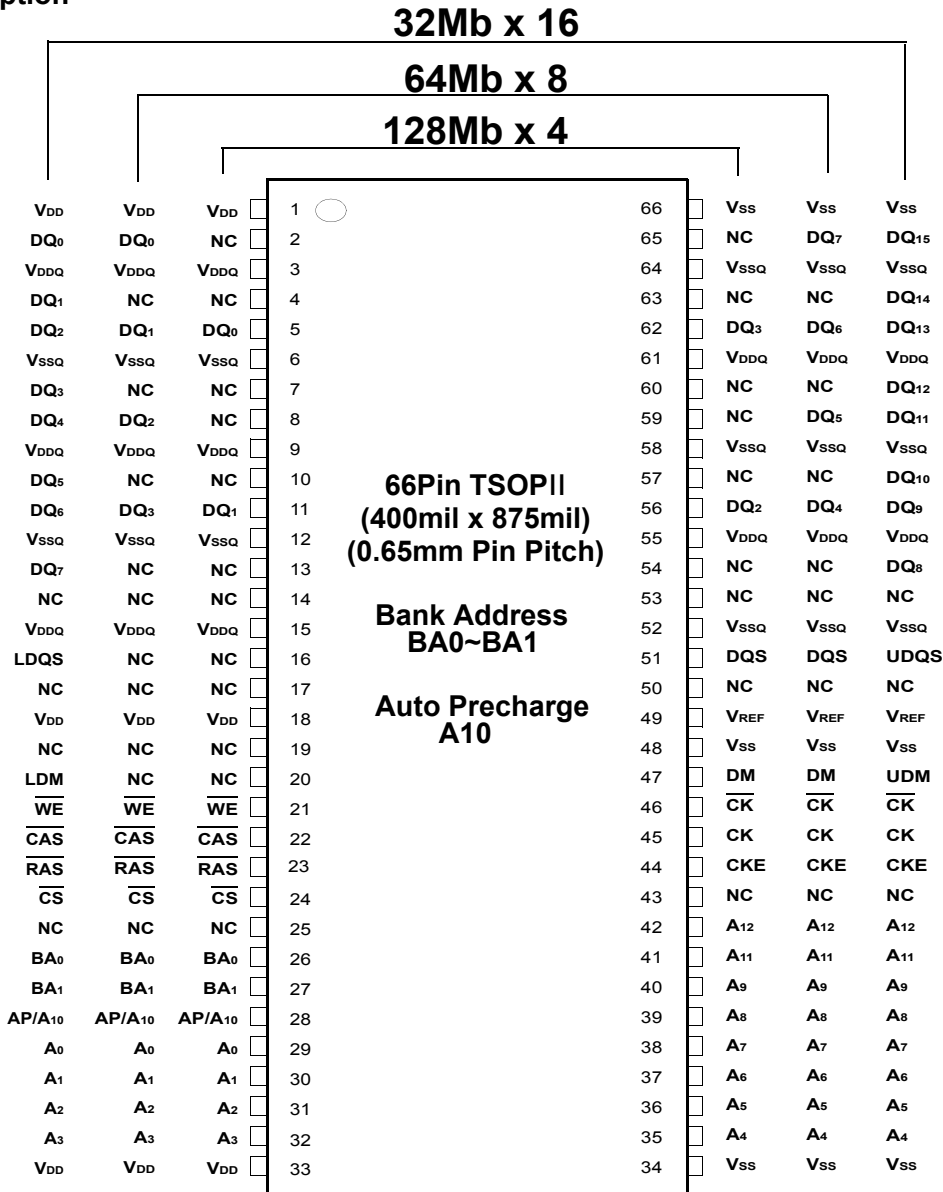 ption
32Mb x 16
64Mb x 8
128Mb x 4
VDD VDD VDD 1 66 VSS VSS VSS
DQ0 DQ0 NC 2 65 NC DQ7 DQ15
VDDQ VDDQ VDDQ 3 64 VSSQ VSSQ VSSQ
DQ1 NC NC 4 63 NC NC DQ14
DQ2 DQ1 DQ0 5 62 DQ3 DQ6 DQ13
VSSQ VSSQ VSSQ 6 61 VDDQ VDDQ VDDQ
DQ3 NC NC 7 60 NC NC DQ12
DQ4 DQ2 NC 8 59 NC DQ5 DQ11
VDDQ VDDQ VDDQ 9 58 VSSQ VSSQ VSSQ
DQ5 NC NC 10 57 NC NC DQ10
DQ6 DQ3 DQ1 11 56 DQ2 DQ4 DQ9
VSSQ VSSQ VSSQ 12 55 VDDQ VDDQ VDDQ
DQ7 NC NC 13 54 NC NC DQ8
NC NC NC 14 53 NC NC NC
VDDQ VDDQ VDDQ 15 52 VSSQ VSSQ VSSQ
LDQS NC NC 16 51 DQS DQS UDQS
NC NC NC 17 50 NC NC NC
VDD VDD VDD 18 49 VREF VREF VREF
NC NC NC 19 48 VSS VSS VSS
LDM NC NC 20 47 DM DM UDM
WE WE WE 21 46 CK CK CK
CAS CAS CAS 22 45 CK CK CK
RAS RAS RAS 23 44 CKE CKE CKE
CS CS CS 24 43 NC NC NC
NC NC NC 25 42 A12 A12 A12
BA0 BA0 BA0 26 41 A11 A11 A11
BA1 BA1 BA1 27 40 A9 A9 A9
AP/A10 AP/A10 AP/A10 28 39 A8 A8 A8
A0 A0 A0 29 38 A7 A7 A7
A1 A1 A1 30 37 A6 A6 A6
A2 A2 A2 31 36 A5 A5 A5
A3 A3 A3 32 35 A4 A4 A4
VDD VDD VDD 33 34 VSS VSS VSS
66Pin TSOPII
(400mil x 875mil)
(0.65mm Pin Pitch)
Bank Address
BA0~BA1
Auto Precharge
A10